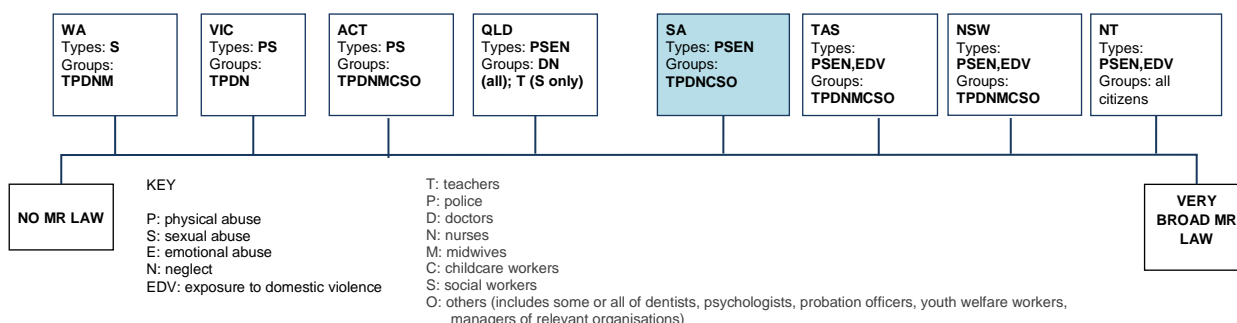 WA
Types: S
Groups:
TPDNM
VIC
Types: PS
Groups:
TPDN
ACT
Types: PS
Groups:
TPDNMCSO
QLD
Types: PSEN
Groups: DN
(all); T (S only)
SA
Types: PSEN
Groups:
TPDNCSO
TAS
Types:
PSEN,EDV
Groups:
TPDNMCSO
NSW
Types:
PSEN,EDV
Groups:
TPDNMCSO
NT
Types:
PSEN,EDV
Groups: all
citizens
NO MR LAW
KEY
P: physical abuse
S: sexual abuse
E: emotional abuse
N: neglect
EDV: exposure to domestic violence
T: teachers
P: police
D: doctors
N: nurses
M: midwives
C: childcare workers
S: social workers
O: others (includes some or all of dentists, psychologists, probation officers, youth welfare workers,
managers of relevant organisations)
VERY
BROAD MR
LAW